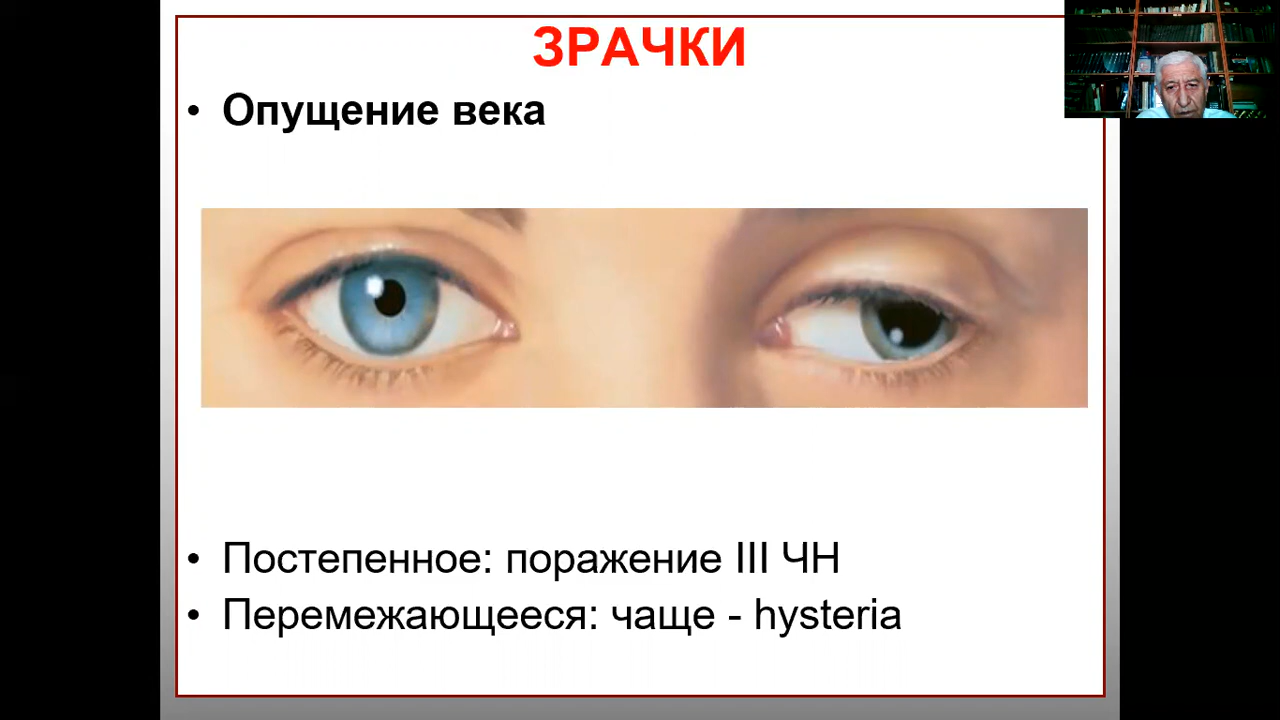 ЗРАЧКИ
• Опущение века
• Постепенное: поражение III ЧН
• Перемежающееся: чаще - hysteria